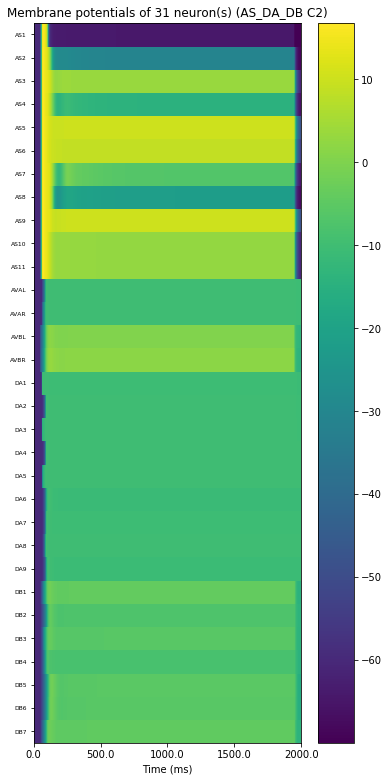 Membrane potentials of 31 neuron(s) (AS_DA_DB C2)
AS1
AS2
AS3
AS4
AS5
AS6
AS7
AS8
AS9
AS10
AS11
AVAL
AVAR
AVBL
AVBR
DA1
DA2
DA3
DA4
DA5
DA6
DA7
DA8
DA9
DB1
DB2
DB3
DB4
DB5
DB6
DB7
0.0 500.0 1000.0 1500.0 2000.0
Time (ms)
10
0
−10
−20
−30
−40
−50
−60